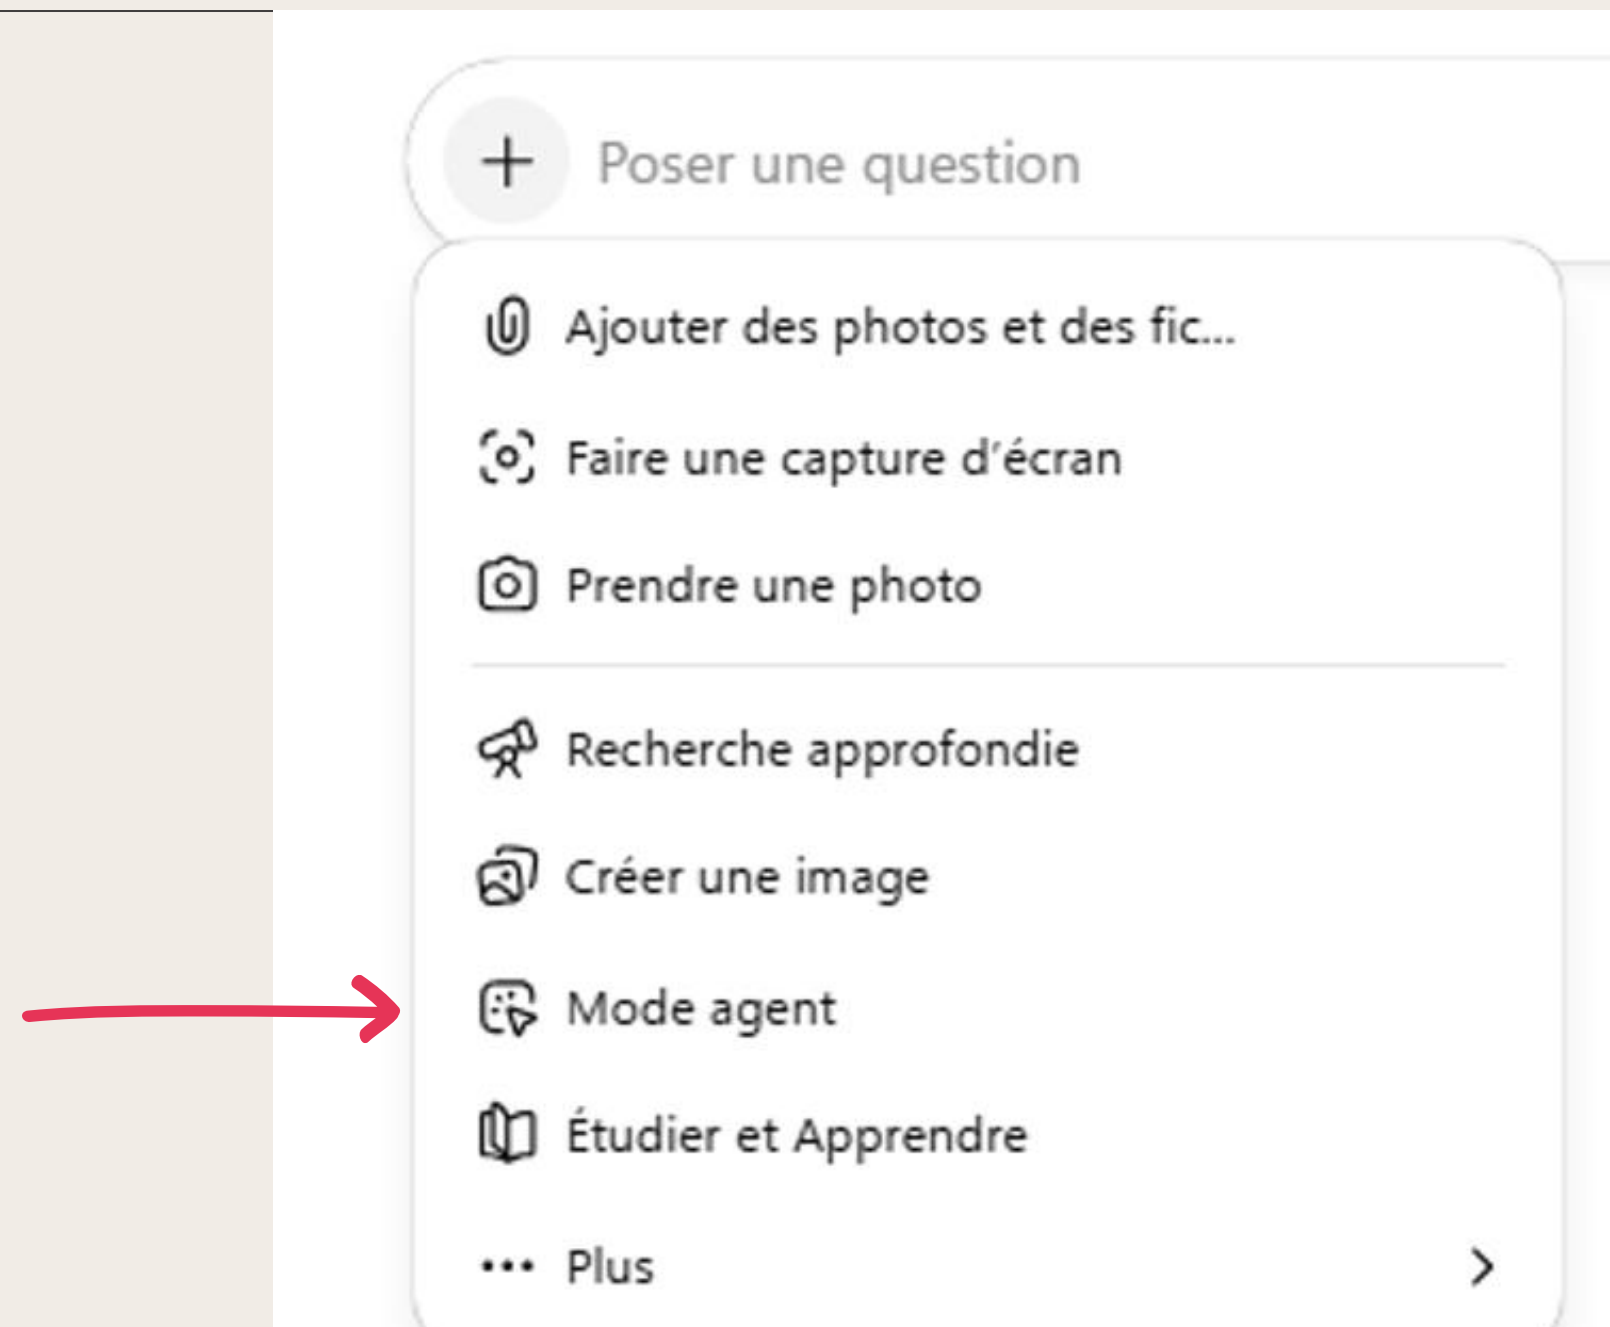 Poser une question
Ajouter des photos et des fic...
Faire une capture d'écran
Prendre une photo
Recherche approfondie
Créer une image
Mode agent
Étudier et Apprendre
Plus